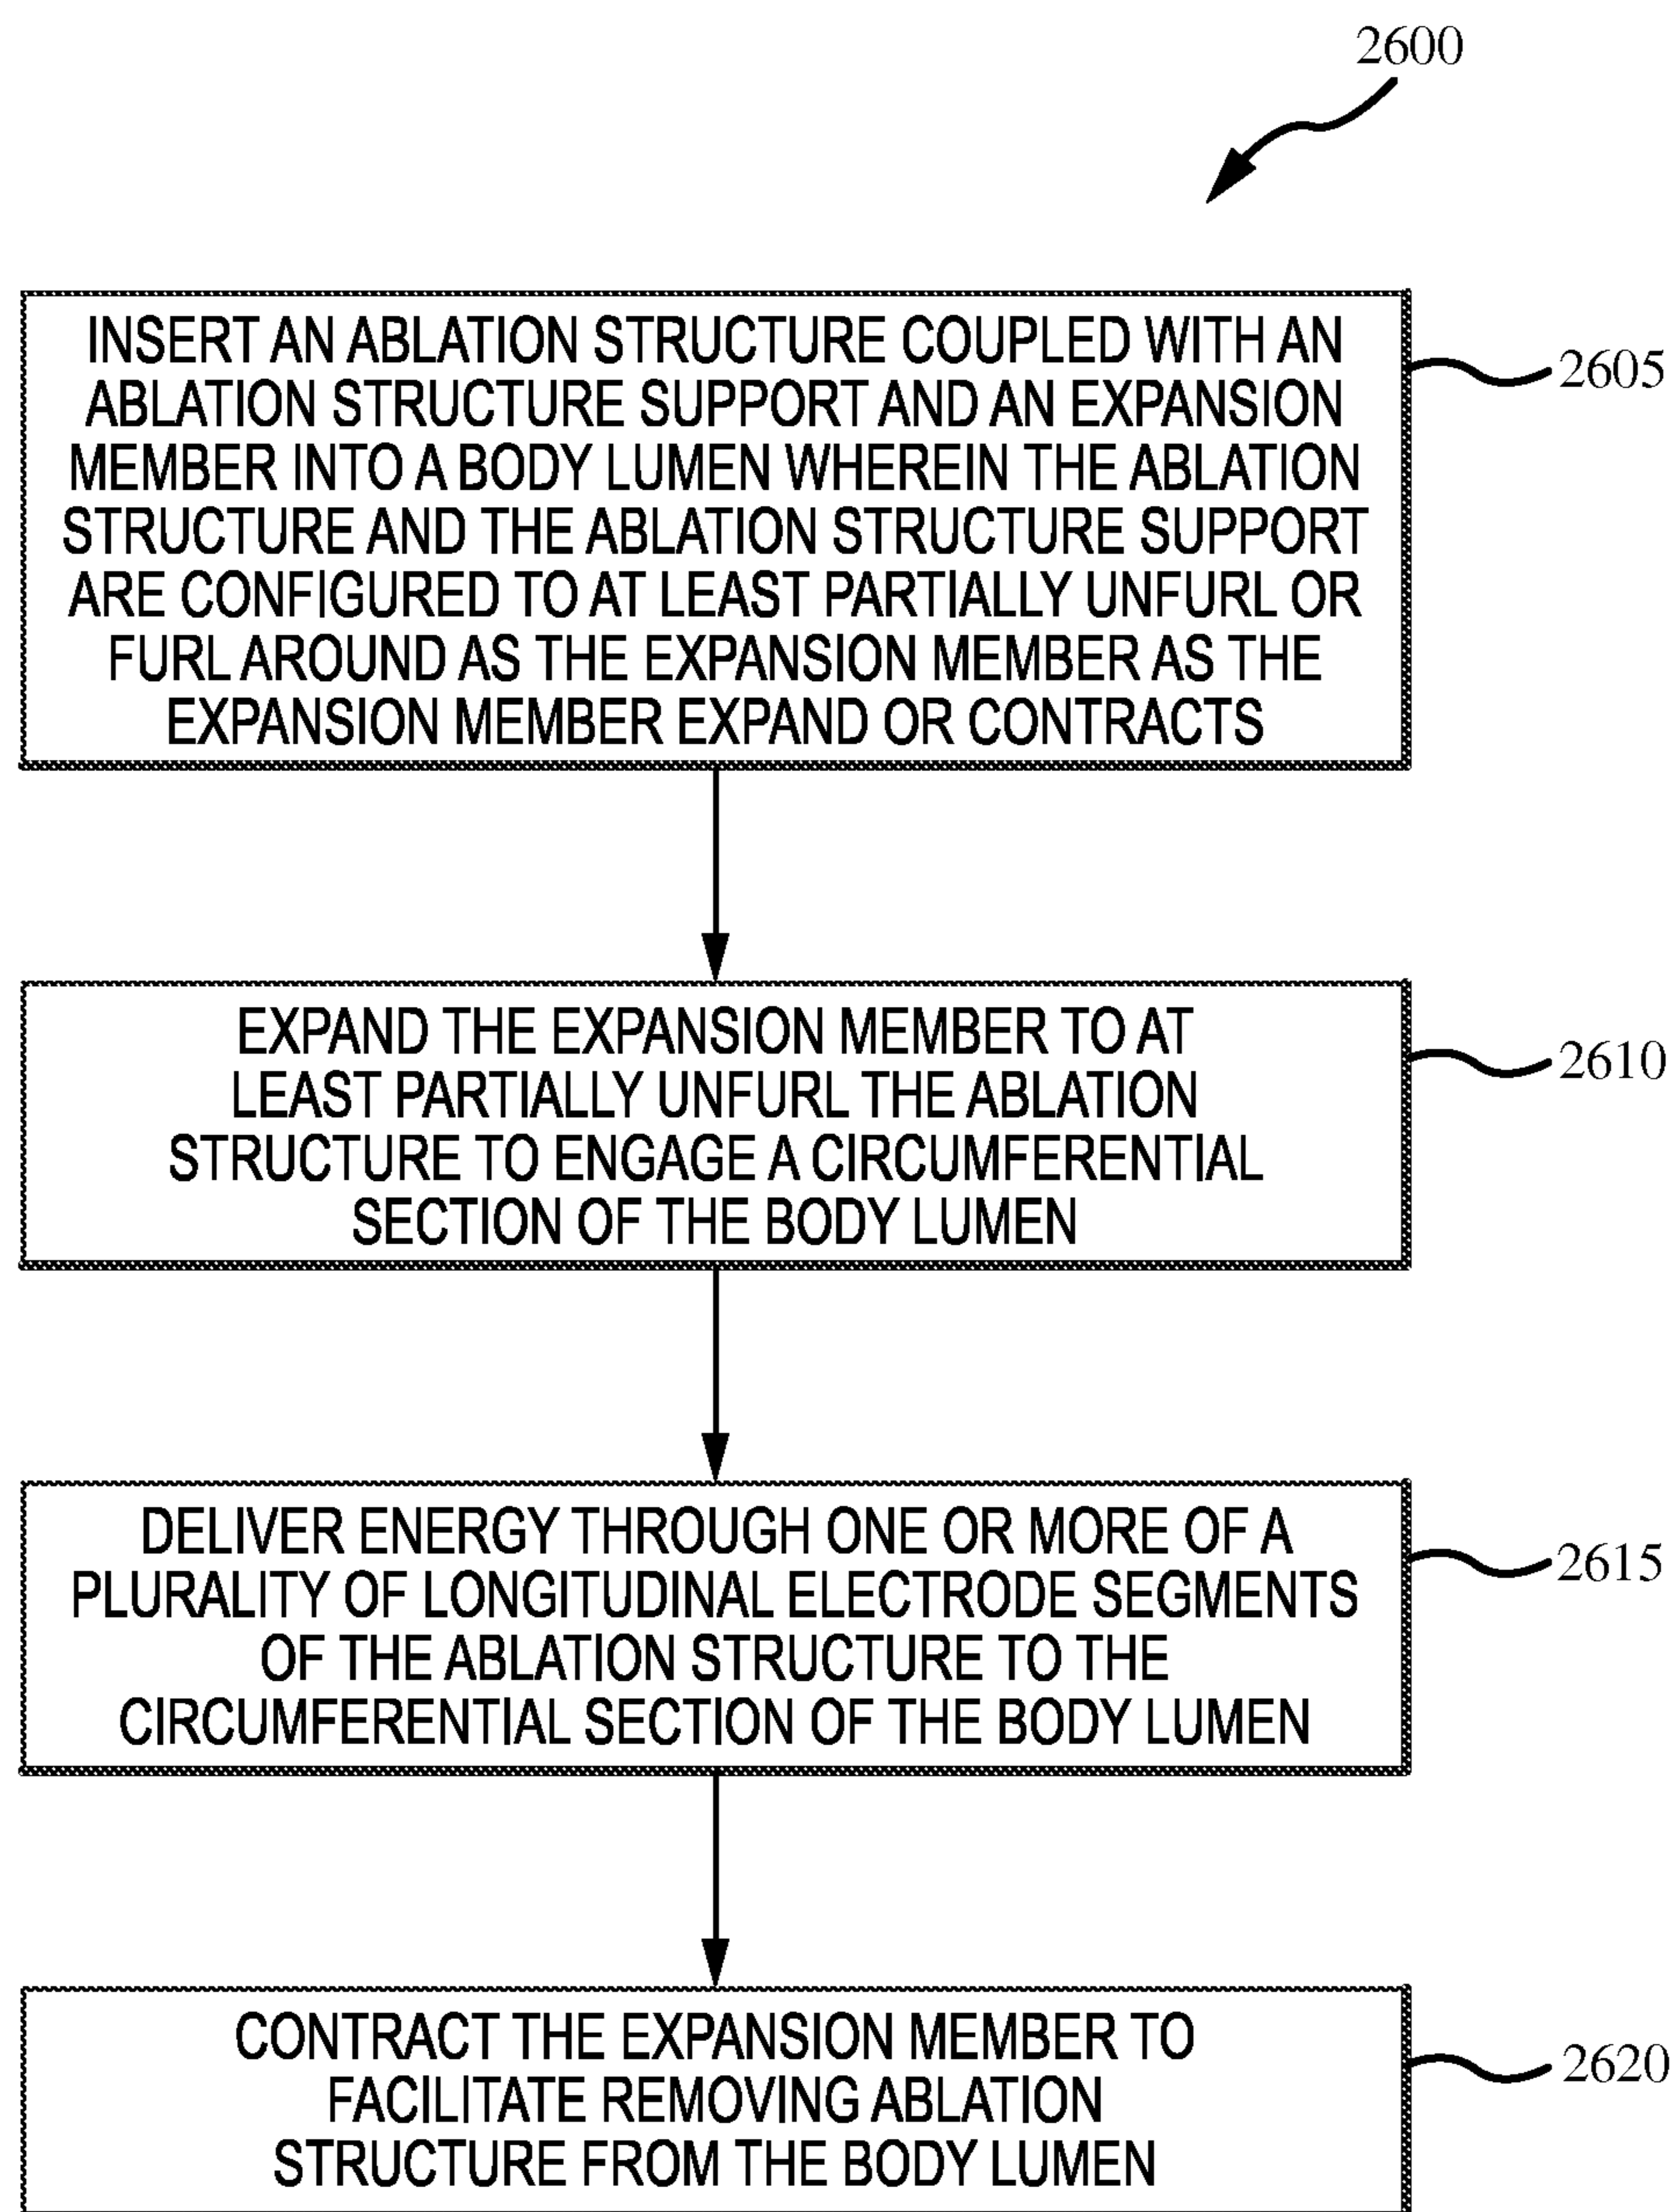 2600
INSERT AN ABLATION STRUCTURE COUPLED WITH AN
ABLATION STRUCTURE SUPPORT AND AN EXPANSION
MEMBER INTO A BODY LUMEN WHEREIN THE ABLATION
STRUCTURE AND THE ABLATION STRUCTURE SUPPORT
ARE CONFIGURED TO AT LEAST PARTIALLY UNFURL OR
FURL AROUND AS THE EXPANSION MEMBER AS THE
EXPANSION MEMBER EXPAND OR CONTRACTS
2605
EXPAND THE EXPANSION MEMBER TO AT
LEAST PARTIALLY UNFURL THE ABLATION
STRUCTURE TO ENGAGE A CIRCUMFERENTIAL
SECTION OF THE BODY LUMEN
2610
DELIVER ENERGY THROUGH ONE OR MORE OF A
PLURALITY OF LONGITUDINAL ELECTRODE SEGMENTS
OF THE ABLATION STRUCTURE TO THE
CIRCUMFERENTIAL SECTION OF THE BODY LUMEN
2615
CONTRACT THE EXPANSION MEMBER TO
FACILITATE REMOVING ABLATION
STRUCTURE FROM THE BODY LUMEN
2620